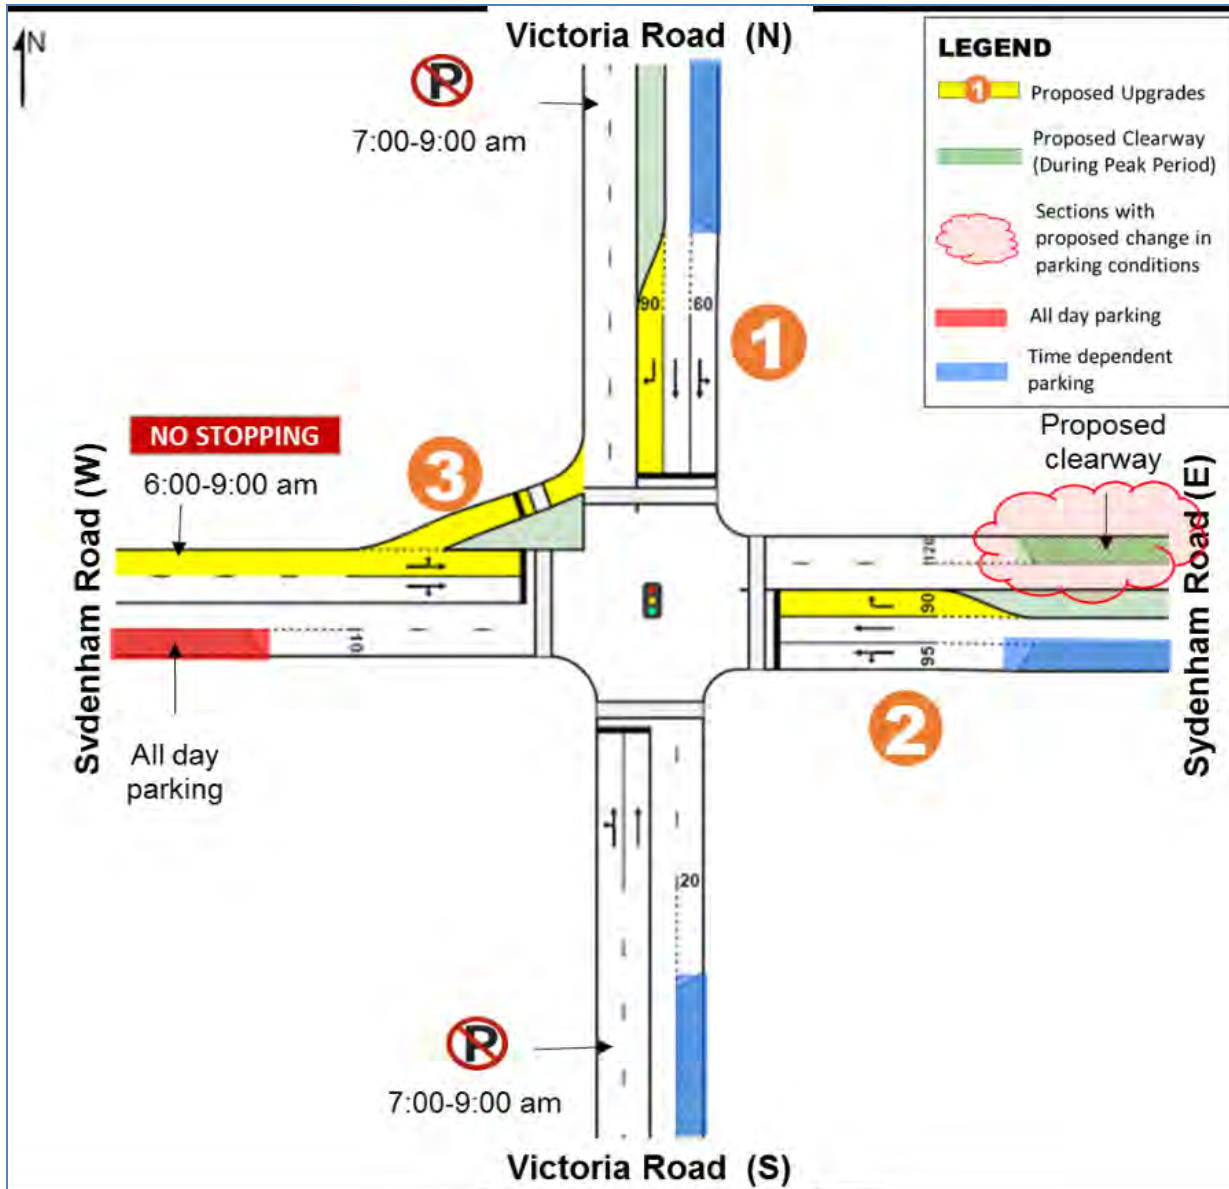 N
Victoria Road (N)
P
7:00-9:00 am
LEGEND
1 Proposed Upgrades
Proposed Clearway
(During Peak Period)
Sections with
proposed change in
parking conditions
All day parking
Time dependent
parking
90
60
1
NO STOPPING
6:00-9:00 am
3
Proposed
clearway
Sydenham Road (W)
Sydenham Road (E)
120
90
95
10
2
All day
parking
20
P
7:00-9:00 am
Victoria Road (S)